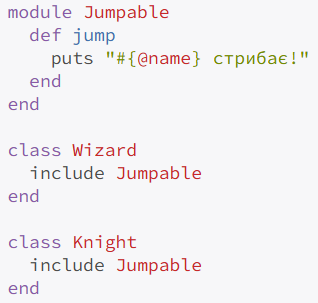 module Jumpable
  def jump
    puts "#{@name} стрибає!"
  end
end

class Wizard
  include Jumpable
end

class Knight
  include Jumpable
end